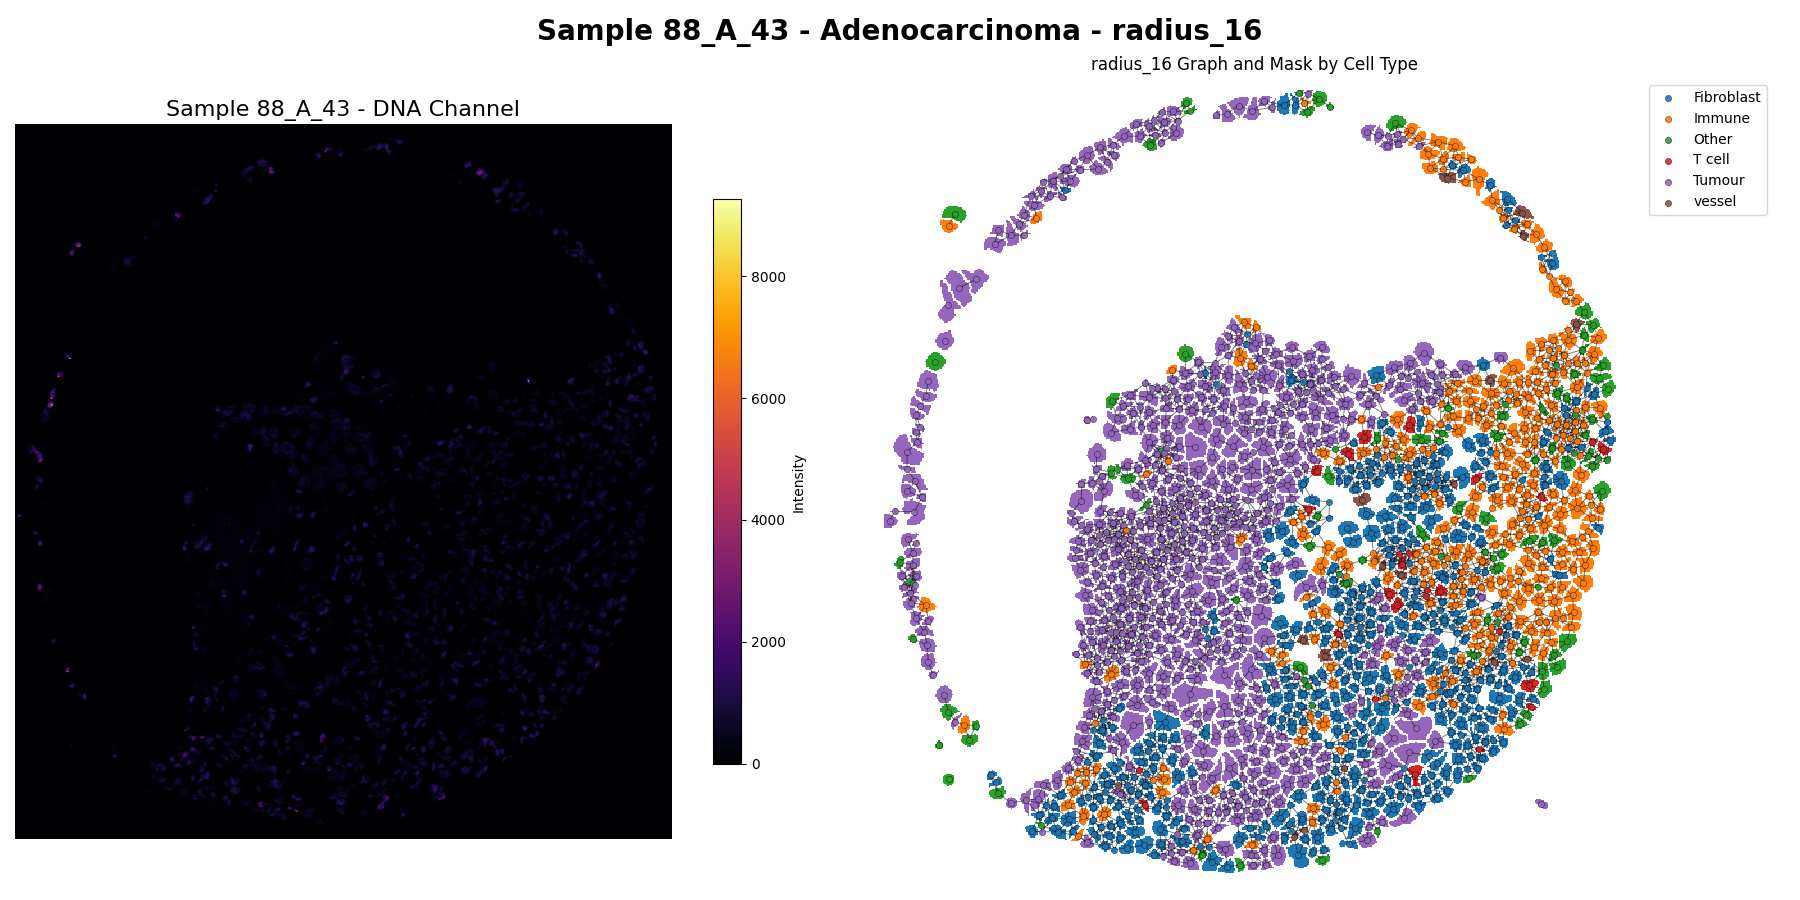 Sample 88_A_43 - Adenocarcinoma - radius_16
radius_16 Graph and Mask by Cell Type
Sample 88_A_43 - DNA Channel
Fibroblast
Immune
Other
T cell
Tumour
vessel
8000
6000
4000
2000
0
Intensity